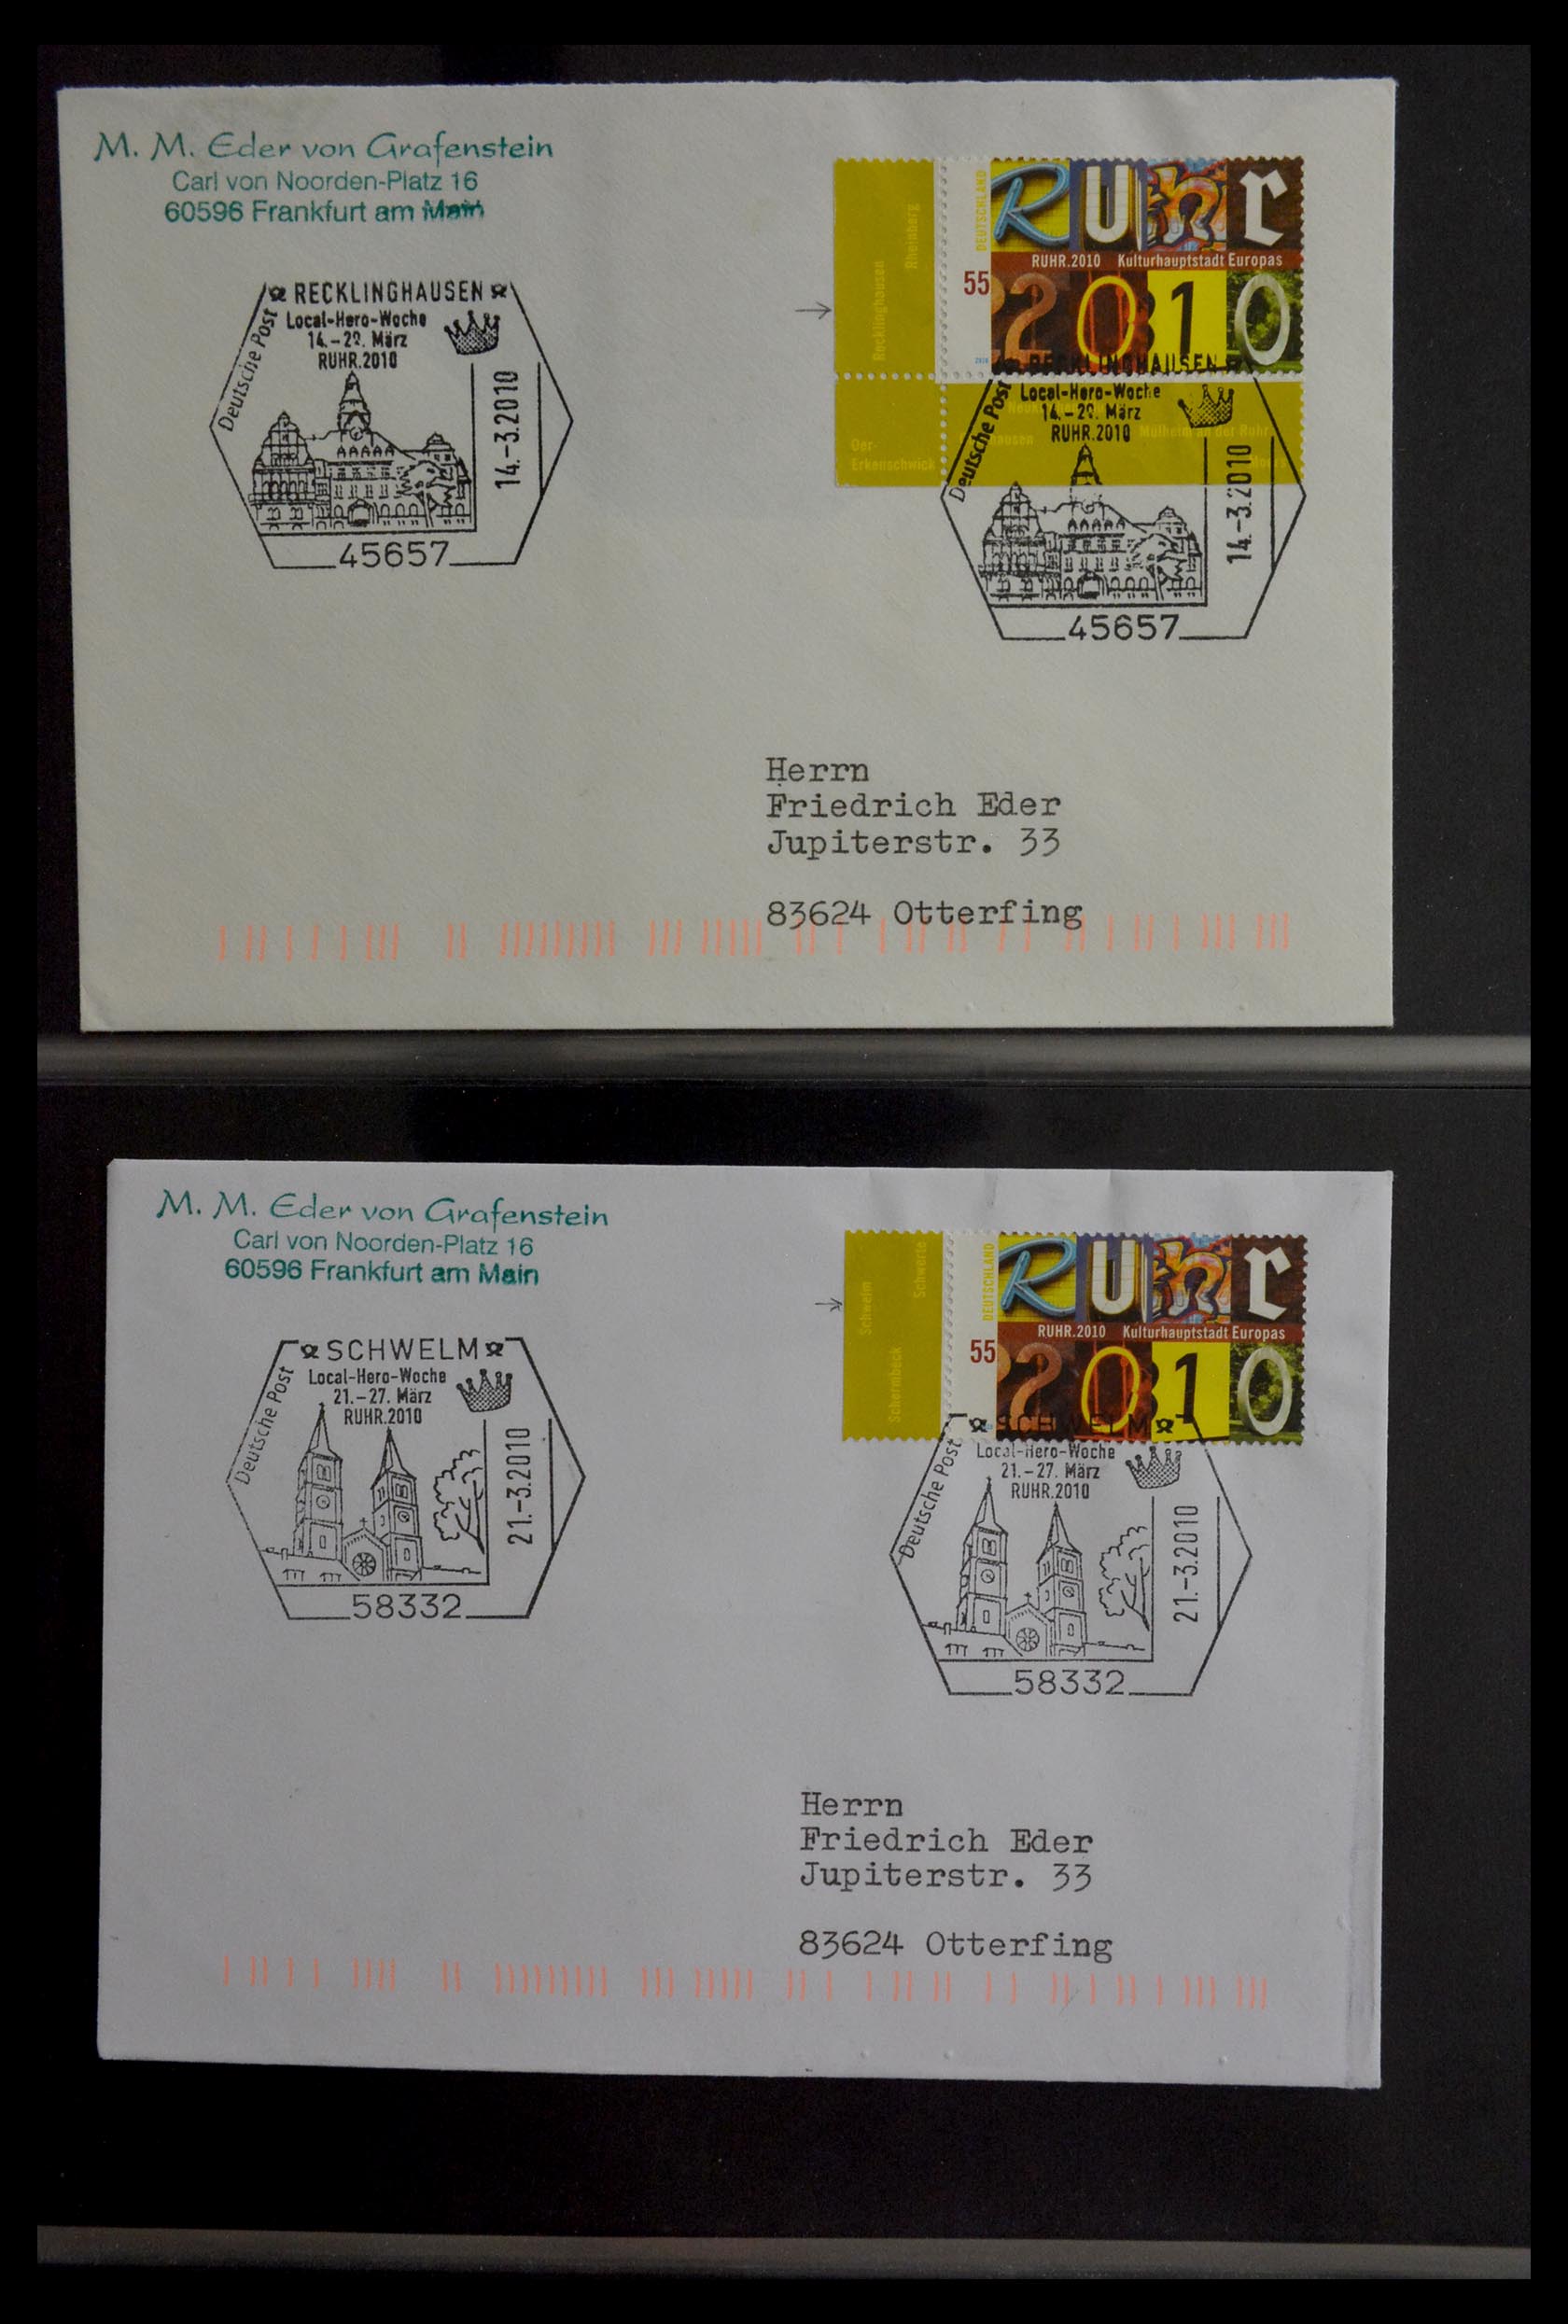 M. M. Eder von Grafenstein
Carl von Noorden-Platz 16
60596 Frankfurt am Main
RECKLINGHAUSEN
Local-Hero-Woche
14.–20. März
RUHR.2010
Deutsche Post
14.-3.2010
45657
Recklinghausen
Rheinberg
DEUTSCHLAND
RUHR
RUHR.2010 Kulturhauptstadt Europas
55
2010
Oer-
Erkenschwick
Mülheim an der Ruhr
RECKLINGHAUSEN
Local-Hero-Woche
14.–20. März
RUHR.2010
Deutsche Post
14.-3.2010
45657
Herrn
Friedrich Eder
Jupiterstr. 33
83624 Otterfing
M. M. Eder von Grafenstein
Carl von Noorden-Platz 16
60596 Frankfurt am Main
SCHWELM
Local-Hero-Woche
21.–27. März
RUHR.2010
Deutsche Post
21.-3.2010
58332
Schwelm
Schermbeck
Schwerte
DEUTSCHLAND
RUHR
RUHR.2010 Kulturhauptstadt Europas
55
2010
SCHWELM
Local-Hero-Woche
21.–27. März
RUHR.2010
Deutsche Post
21.-3.2010
58332
Herrn
Friedrich Eder
Jupiterstr. 33
83624 Otterfing